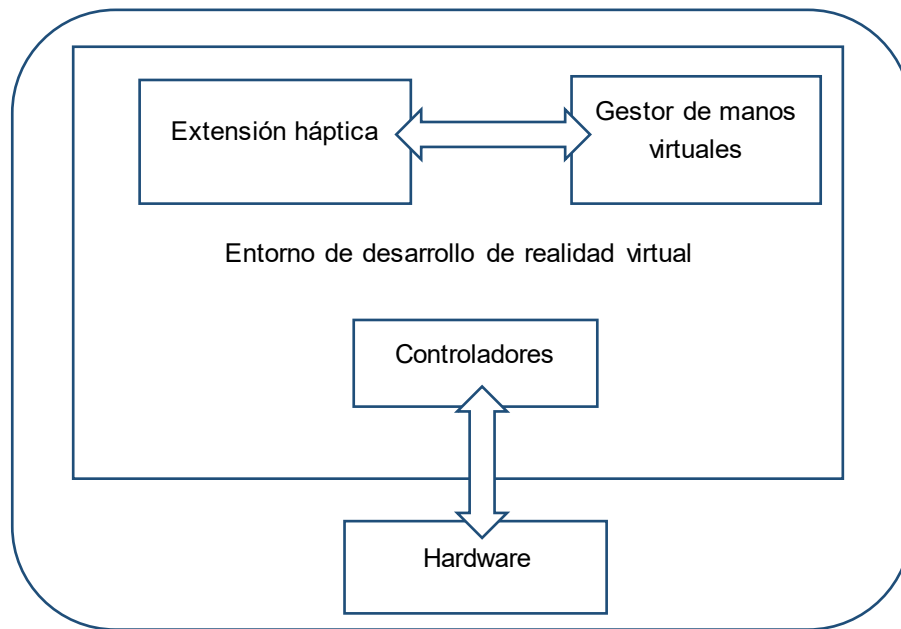 Extensión háptica
Gestor de manos
virtuales
Entorno de desarrollo de realidad virtual
Controladores
Hardware